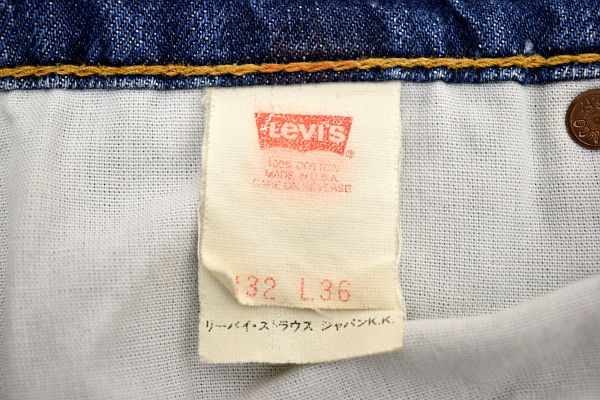 Levi's ®
100% COTTON
MADE IN U.S.A.
CARE ON REVERSE
32 L 36
リーバイ・ストラウス ジャパンK.K.